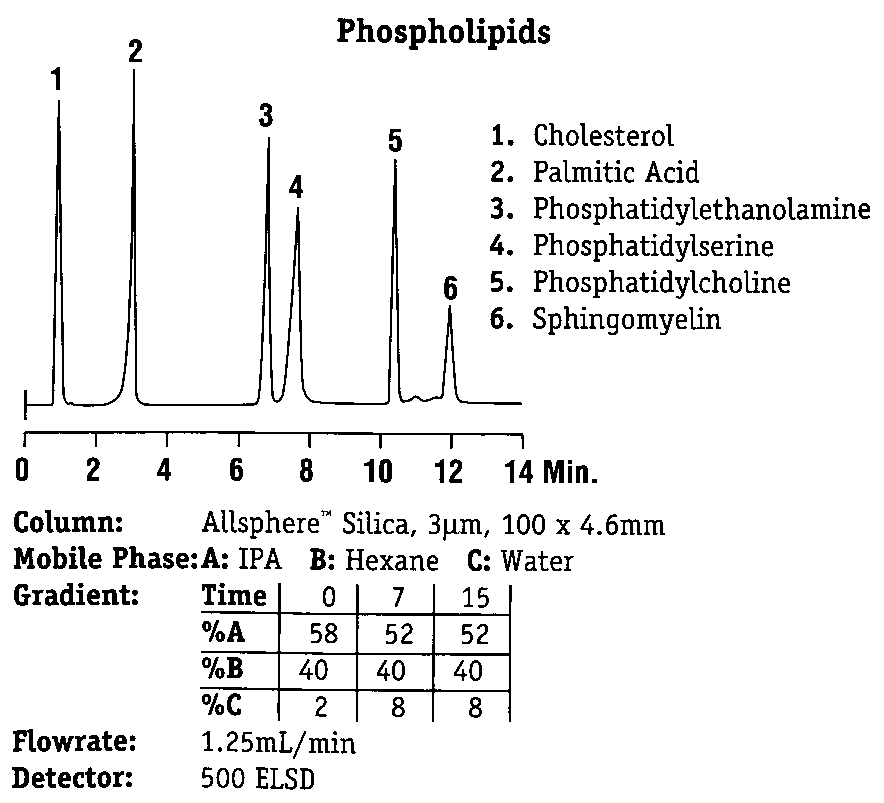 Phospholipids
1
2
3
4
5
6
1. Cholesterol
2. Palmitic Acid
3. Phosphatidylethanolamine
4. Phosphatidylserine
5. Phosphatidylcholine
6. Sphingomyelin
0 2 4 6 8 10 12 14 Min.
Column: Allsphere™ Silica, 3µm, 100 x 4.6mm
Mobile Phase: A: IPA B: Hexane C: Water
Gradient: Time 0 7 15
%A 58 52 52
%B 40 40 40
%C 2 8 8
Flowrate: 1.25mL/min
Detector: 500 ELSD